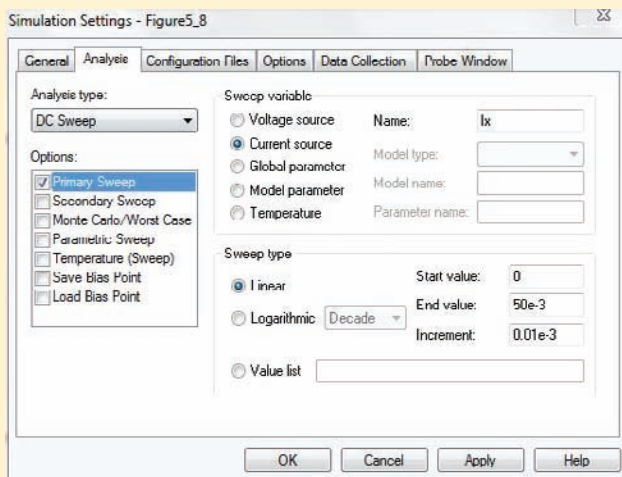 Simulation Settings - Figure5_8
General Analysis Configuration Files Options Data Collection Probe Window
Analysis type:
DC Sweep
Options:
Primary Sweep
Secondary Sweep
Monte Carlo/Worst Case
Parametric Sweep
Temperature (Sweep)
Save Bias Point
Load Bias Point
Sweep variable
Voltage source
Current source
Global parameter
Model parameter
Temperature
Name: Ix
Model type:
Model name:
Parameter name:
Sweep type
Linear
Logarithmic Decade
Value list
Start value: 0
End value: 50e-3
Increment: 0.01e-3
OK Cancel Apply Help